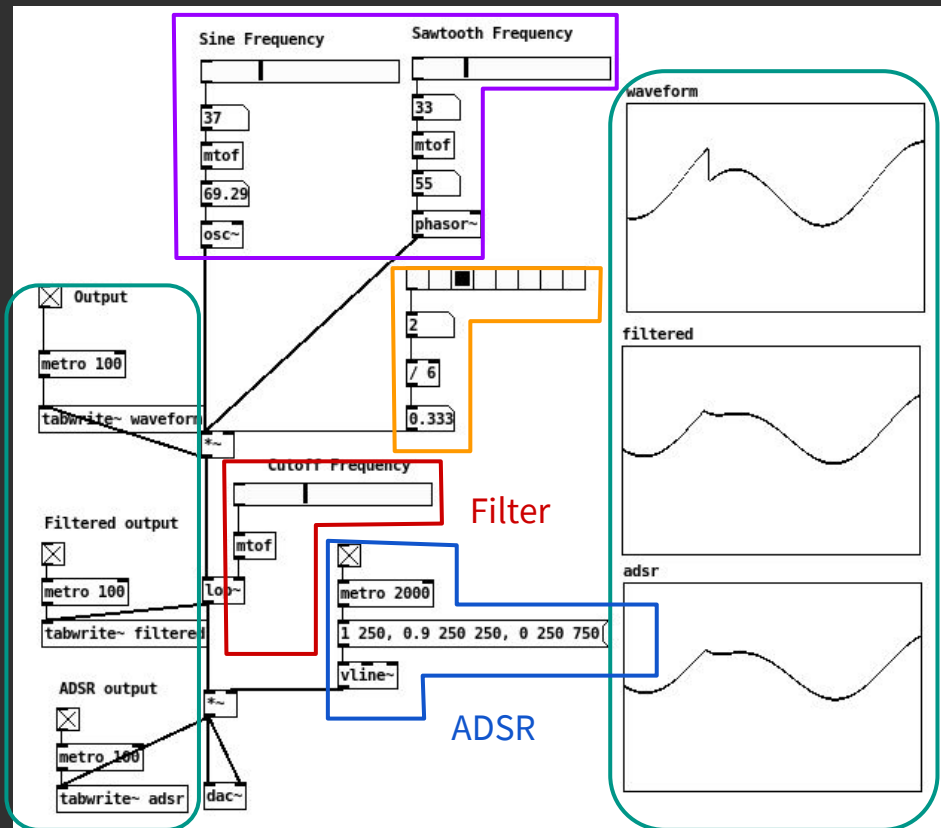 Sine Frequency
37
mtof
69.29
osc~
Sawtooth Frequency
33
mtof
55
phasor~
2
/ 6
0.333
Output
metro 100
tabwrite~ waveform
*~
Cutoff Frequency
mtof
lop~
Filter
Filtered output
metro 100
tabwrite~ filtered
metro 2000
1 250, 0.9 250 250, 0 250 750
vline~
ADSR
ADSR output
metro 100
tabwrite~ adsr
*~
dac~
waveform
filtered
adsr